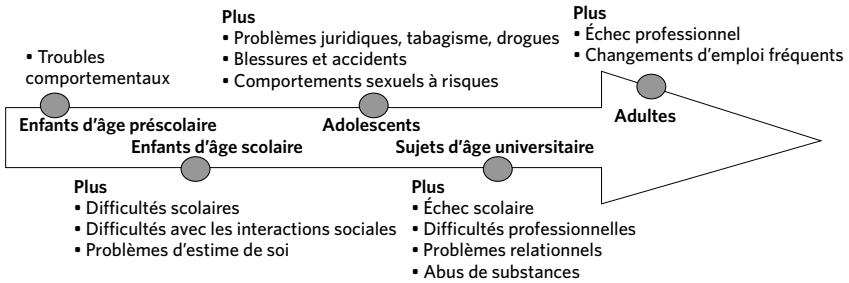 • Troubles
comportementaux
Enfants d'âge préscolaire
Enfants d'âge scolaire
Plus
• Difficultés scolaires
• Difficultés avec les interactions sociales
• Problèmes d'estime de soi
Plus
• Problèmes juridiques, tabagisme, drogues
• Blessures et accidents
• Comportements sexuels à risques
Adolescents
Sujets d'âge universitaire
Plus
• Échec scolaire
• Difficultés professionnelles
• Problèmes relationnels
• Abus de substances
Plus
• Échec professionnel
• Changements d'emploi fréquents
Adultes